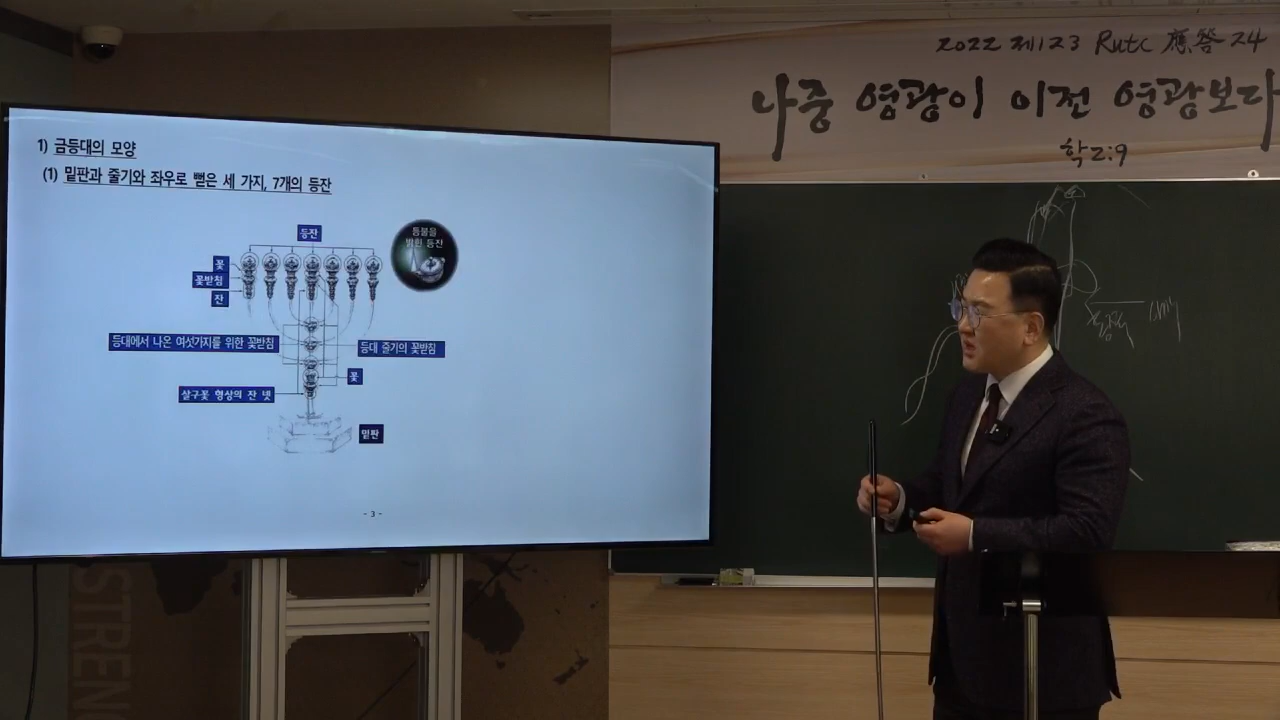 2022 제123 Rutc 應答 24
나중 영광이 이전 영광보다
학2:9
1) 금등대의 모양
(1) 밑판과 줄기와 좌우로 뻗은 세 가지, 7개의 등잔
등잔
등불을
밝힌 등잔
꽃
꽃받침
잔
등대에서 나온 여섯가지를 위한 꽃받침
등대 줄기의 꽃받침
꽃
살구꽃 형상의 잔 넷
밑판
- 3 -
STREN